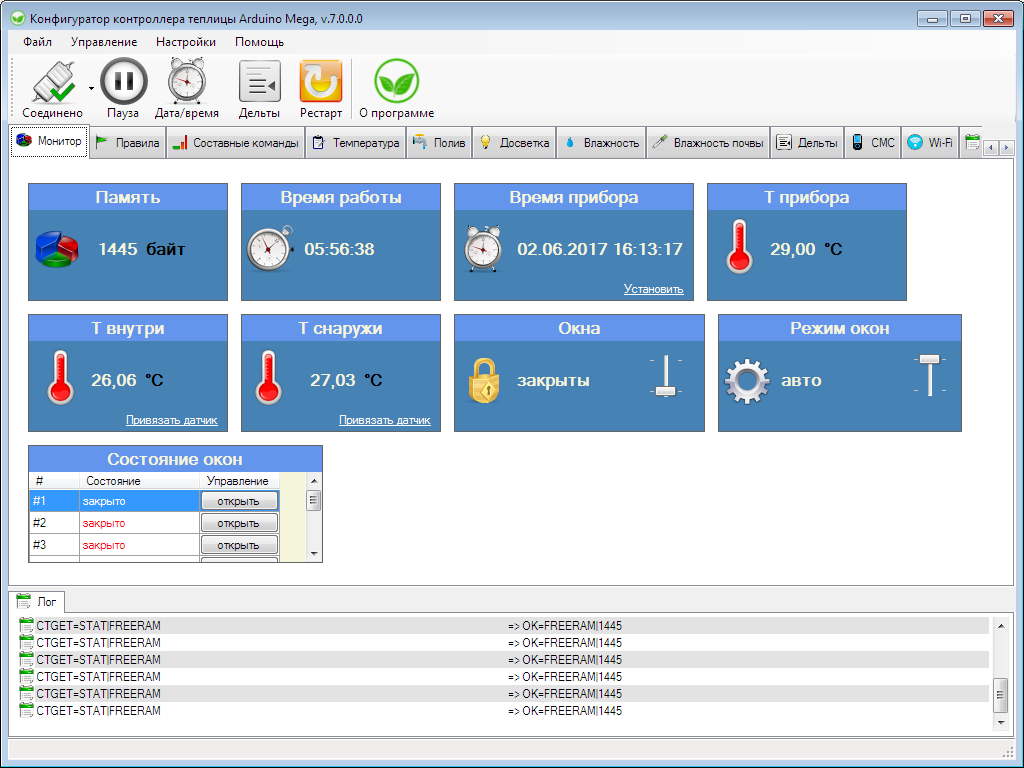 Конфигуратор контроллера теплицы Arduino Mega, v.7.0.0.0
Файл Управление Настройки Помощь
Соединено Пауза Дата/время Дельты Рестарт О программе
Монитор Правила Составные команды Температура Полив Досветка Влажность Влажность почвы Дельты СМС Wi-Fi
Память Время работы Время прибора Т прибора
1445 байт 05:56:38 02.06.2017 16:13:17 29,00 °C
Установить
Т внутри Т снаружи Окна Режим окон
26,06 °C 27,03 °C закрыты авто
Привязать датчик Привязать датчик
Состояние окон
# Состояние Управление
#1 закрыто открыть
#2 закрыто открыть
#3 закрыто открыть
Лог
CTGET=STAT|FREERAM => OK=FREERAM|1445
CTGET=STAT|FREERAM => OK=FREERAM|1445
CTGET=STAT|FREERAM => OK=FREERAM|1445
CTGET=STAT|FREERAM => OK=FREERAM|1445
CTGET=STAT|FREERAM => OK=FREERAM|1445
CTGET=STAT|FREERAM => OK=FREERAM|1445